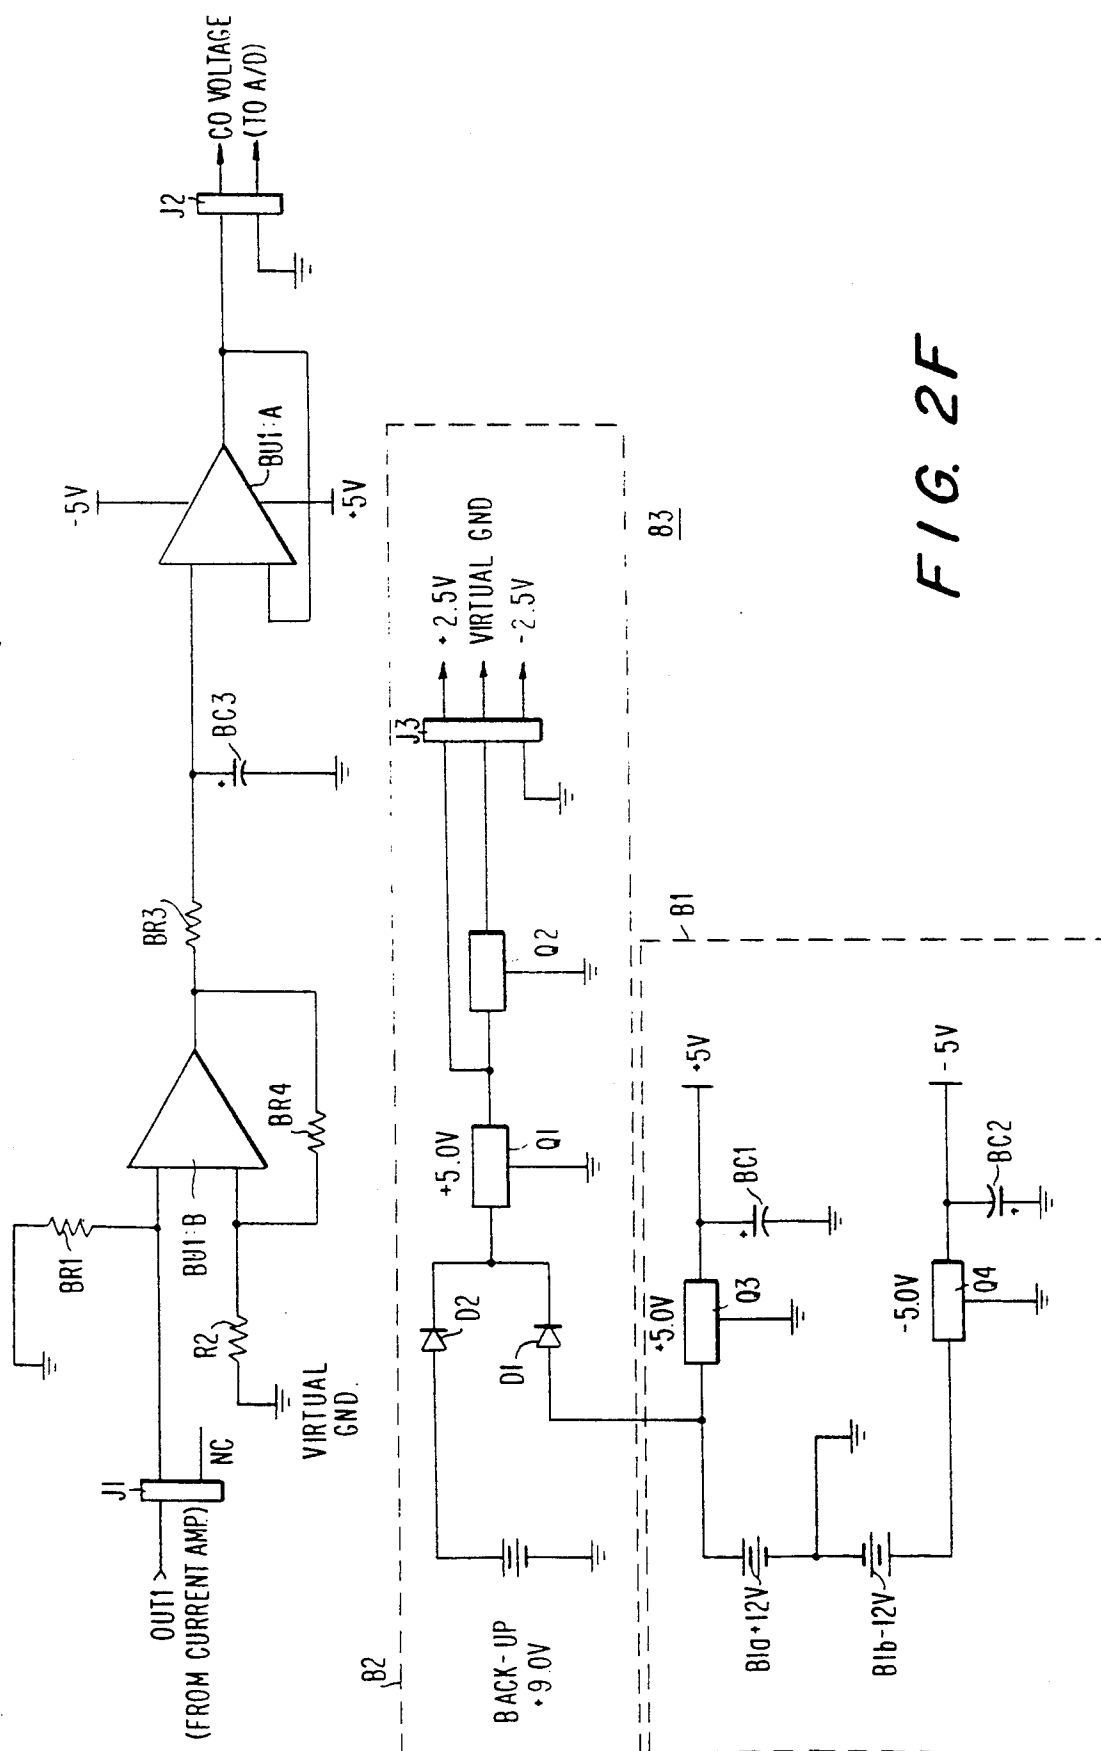 CO VOLTAGE
(TO A/D)
J2
-5V
BU1:A
+5V
BC3
BR3
BR4
BR1
BU1:B
R2
VIRTUAL
GND.
NC
J1
OUT1
(FROM CURRENT AMP.)
B3
+2.5V
VIRTUAL GND
-2.5V
J3
Q2
+5.0V
Q1
D2
D1
B2
BACK-UP
+9.0V
B1
+5V
BC1
+5.0V
Q3
-5V
BC2
-5.0V
Q4
B1a+12V
B1b-12V
FIG. 2F